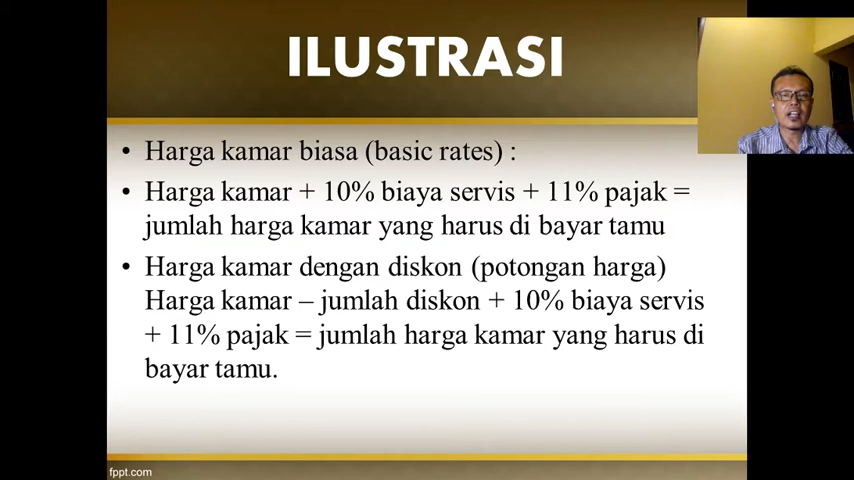 ILUSTRASI
• Harga kamar biasa (basic rates) :
• Harga kamar + 10% biaya servis + 11% pajak =
jumlah harga kamar yang harus di bayar tamu
• Harga kamar dengan diskon (potongan harga)
Harga kamar – jumlah diskon + 10% biaya servis
+ 11% pajak = jumlah harga kamar yang harus di
bayar tamu.
fppt.com